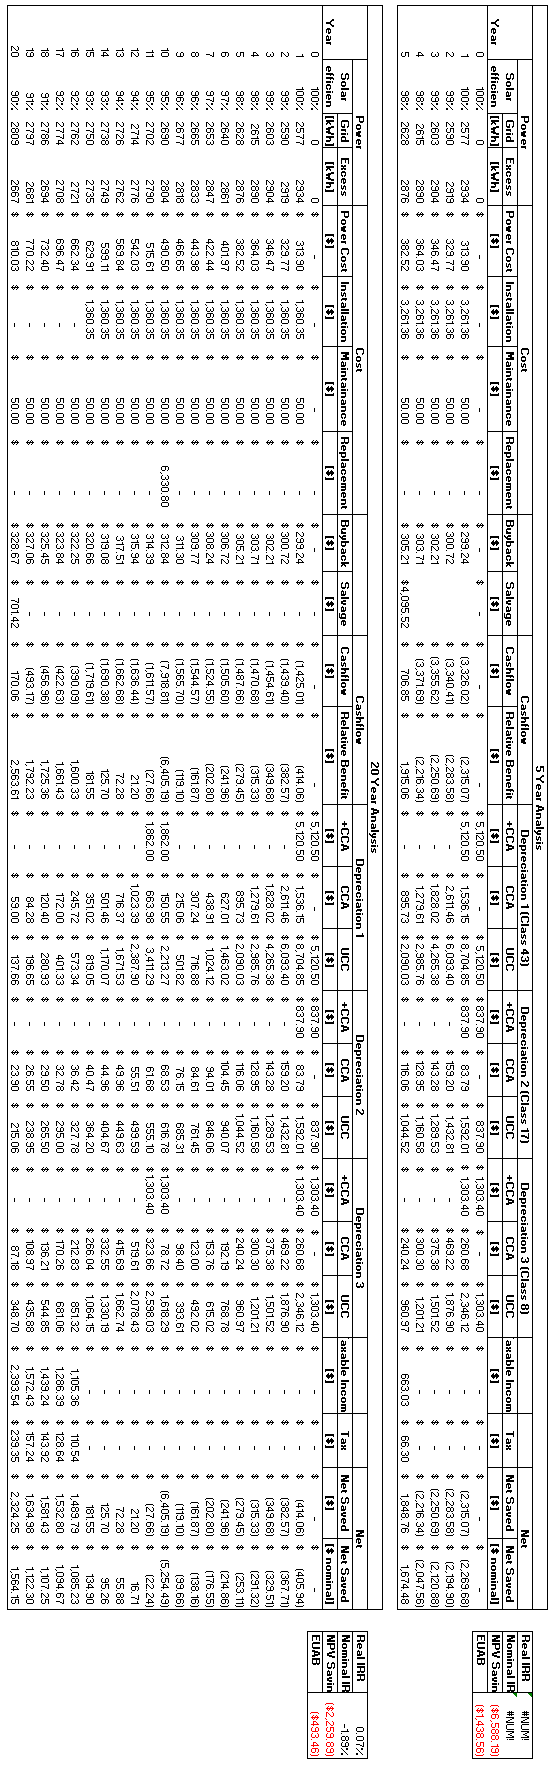 5 Year Analysis
Power Cost Cashflow Depreciation 1 (Class 43) Depreciation 2 (Class 17) Depreciation 3 (Class 8) Net
Year Solar Gird Excess Power Cost Installation Maintainance Replacement Buyback Salvage Cashflow Relative Benefit +CCA CCA UCC +CCA CCA UCC +CCA CCA UCC axable Incom Tax Net Saved Net Saved
efficien [kWh] [kWh] [$] [$] [$] [$] [$] [$] [$] [$] [$] [$] [$] [$] [$] [$] [$] [$] [$] [$] [$] [$] [$ nominal]
0 100% 0 0 $ - $ - $ - $ - $ - $ - $ - $ - $ 5,120.50 $ - $ 5,120.50 $ 837.90 $ - $ 837.90 $ 1,303.40 $ - $ 1,303.40 $ - $ - $ - $ -
1 100% 2577 2934 $ 313.90 $ 3,261.36 $ 50.00 $ - $ 299.24 $ - $ (3,326.02) $ (2,315.07) $ 5,120.50 $ 1,536.15 $ 8,704.85 $ 837.90 $ 83.79 $ 1,592.01 $ 1,303.40 $ 260.68 $ 2,346.12 $ - $ - $ (2,315.07) $ (2,269.68)
2 99% 2590 2919 $ 329.77 $ 3,261.36 $ 50.00 $ - $ 300.72 $ - $ (3,340.41) $ (2,283.58) $ - $ 2,611.46 $ 6,093.40 $ - $ 159.20 $ 1,432.81 $ - $ 469.22 $ 1,876.90 $ - $ - $ (2,283.58) $ (2,194.90)
3 99% 2603 2904 $ 346.47 $ 3,261.36 $ 50.00 $ - $ 302.21 $ - $ (3,355.62) $ (2,250.69) $ - $ 1,828.02 $ 4,265.38 $ - $ 143.28 $ 1,289.53 $ - $ 375.38 $ 1,501.52 $ - $ - $ (2,250.69) $ (2,120.88)
4 98% 2615 2890 $ 364.03 $ 3,261.36 $ 50.00 $ - $ 303.71 $ - $ (3,371.69) $ (2,216.34) $ - $ 1,279.61 $ 2,985.76 $ - $ 128.95 $ 1,160.58 $ - $ 300.30 $ 1,201.21 $ - $ - $ (2,216.34) $ (2,047.56)
5 98% 2628 2876 $ 382.52 $ 3,261.36 $ 50.00 $ - $ 305.21 $ 4,095.52 $ 706.85 $ 1,915.06 $ - $ 895.73 $ 2,090.03 $ - $ 116.06 $ 1,044.52 $ - $ 240.24 $ 960.97 $ 663.03 $ 66.30 $ 1,848.76 $ 1,674.48
Real IRR #NUM!
Nominal IR #NUM!
NPV Savin ($6,588.19)
EUAB ($1,438.56)
20 Year Analysis
Power Cost Cashflow Depreciation 1 Depreciation 2 Depreciation 3 Net
Year Solar Gird Excess Power Cost Installation Maintainance Replacement Buyback Salvage Cashflow Relative Benefit +CCA CCA UCC +CCA CCA UCC +CCA CCA UCC axable Incom Tax Net Saved Net Saved
efficien [kWh] [kWh] [$] [$] [$] [$] [$] [$] [$] [$] [$] [$] [$] [$] [$] [$] [$] [$] [$] [$] [$] [$] [$ nominal]
0 100% 0 0 $ - $ - $ - $ - $ - $ - $ - $ - $ 5,120.50 $ - $ 5,120.50 $ 837.90 $ - $ 837.90 $ 1,303.40 $ - $ 1,303.40 $ - $ - $ - $ -
1 100% 2577 2934 $ 313.90 $ 1,360.35 $ 50.00 $ - $ 299.24 $ - $ (1,425.01) $ (414.06) $ 5,120.50 $ 1,536.15 $ 8,704.85 $ 837.90 $ 83.79 $ 1,592.01 $ 1,303.40 $ 260.68 $ 2,346.12 $ - $ - $ (414.06) $ (405.94)
2 99% 2590 2919 $ 329.77 $ 1,360.35 $ 50.00 $ - $ 300.72 $ - $ (1,439.40) $ (382.57) $ - $ 2,611.46 $ 6,093.40 $ - $ 159.20 $ 1,432.81 $ - $ 469.22 $ 1,876.90 $ - $ - $ (382.57) $ (367.71)
3 99% 2603 2904 $ 346.47 $ 1,360.35 $ 50.00 $ - $ 302.21 $ - $ (1,454.61) $ (349.68) $ - $ 1,828.02 $ 4,265.38 $ - $ 143.28 $ 1,289.53 $ - $ 375.38 $ 1,501.52 $ - $ - $ (349.68) $ (329.51)
4 98% 2615 2890 $ 364.03 $ 1,360.35 $ 50.00 $ - $ 303.71 $ - $ (1,470.68) $ (315.33) $ - $ 1,279.61 $ 2,985.76 $ - $ 128.95 $ 1,160.58 $ - $ 300.30 $ 1,201.21 $ - $ - $ (315.33) $ (291.32)
5 98% 2628 2876 $ 382.52 $ 1,360.35 $ 50.00 $ - $ 305.21 $ - $ (1,487.66) $ (279.45) $ - $ 895.73 $ 2,090.03 $ - $ 116.06 $ 1,044.52 $ - $ 240.24 $ 960.97 $ - $ - $ (279.45) $ (253.11)
6 97% 2640 2861 $ 401.97 $ 1,360.35 $ 50.00 $ - $ 306.72 $ - $ (1,505.60) $ (241.96) $ - $ 627.01 $ 1,463.02 $ - $ 104.45 $ 940.07 $ - $ 192.19 $ 768.78 $ - $ - $ (241.96) $ (214.86)
7 97% 2653 2847 $ 422.44 $ 1,360.35 $ 50.00 $ - $ 308.24 $ - $ (1,524.55) $ (202.80) $ - $ 438.91 $ 1,024.12 $ - $ 94.01 $ 846.06 $ - $ 153.76 $ 615.02 $ - $ - $ (202.80) $ (176.55)
8 96% 2665 2833 $ 443.98 $ 1,360.35 $ 50.00 $ - $ 309.77 $ - $ (1,544.57) $ (161.87) $ - $ 307.24 $ 716.88 $ - $ 84.61 $ 761.45 $ - $ 123.00 $ 492.02 $ - $ - $ (161.87) $ (138.16)
9 96% 2677 2818 $ 466.65 $ 1,360.35 $ 50.00 $ - $ 311.30 $ - $ (1,565.70) $ (119.10) $ - $ 215.06 $ 501.82 $ - $ 76.15 $ 685.31 $ - $ 98.40 $ 393.61 $ - $ - $ (119.10) $ (99.66)
10 95% 2690 2804 $ 490.50 $ 1,360.35 $ 50.00 $ 6,330.80 $ 312.84 $ - $ (7,918.81) $ (6,405.19) $ 1,862.00 $ 150.55 $ 2,213.27 $ - $ 68.53 $ 616.78 $ 1,303.40 $ 78.72 $ 1,618.29 $ - $ - $ (6,405.19) $ (5,254.49)
11 95% 2702 2790 $ 515.61 $ 1,360.35 $ 50.00 $ - $ 314.39 $ - $ (1,611.57) $ (27.66) $ 1,862.00 $ 663.98 $ 3,411.29 $ - $ 61.68 $ 555.10 $ 1,303.40 $ 323.66 $ 2,598.03 $ - $ - $ (27.66) $ (22.24)
12 94% 2714 2776 $ 542.03 $ 1,360.35 $ 50.00 $ - $ 315.94 $ - $ (1,636.44) $ 21.20 $ - $ 1,023.39 $ 2,387.90 $ - $ 55.51 $ 499.59 $ - $ 519.61 $ 2,078.43 $ - $ - $ 21.20 $ 16.71
13 94% 2726 2762 $ 569.84 $ 1,360.35 $ 50.00 $ - $ 317.51 $ - $ (1,662.68) $ 72.28 $ - $ 716.37 $ 1,671.53 $ - $ 49.96 $ 449.63 $ - $ 415.69 $ 1,662.74 $ - $ - $ 72.28 $ 55.88
14 93% 2738 2749 $ 599.11 $ 1,360.35 $ 50.00 $ - $ 319.08 $ - $ (1,690.38) $ 125.70 $ - $ 501.46 $ 1,170.07 $ - $ 44.96 $ 404.67 $ - $ 332.55 $ 1,330.19 $ - $ - $ 125.70 $ 95.26
15 93% 2750 2735 $ 629.91 $ 1,360.35 $ 50.00 $ - $ 320.66 $ - $ (1,719.61) $ 181.55 $ - $ 351.02 $ 819.05 $ - $ 40.47 $ 364.20 $ - $ 266.04 $ 1,064.15 $ - $ - $ 181.55 $ 134.90
16 92% 2762 2721 $ 662.34 $ - $ 50.00 $ - $ 322.25 $ - $ (390.09) $ 1,600.33 $ - $ 245.72 $ 573.34 $ - $ 36.42 $ 327.78 $ - $ 212.83 $ 851.32 $ 1,105.36 $ 110.54 $ 1,489.79 $ 1,085.23
17 92% 2774 2708 $ 696.47 $ - $ 50.00 $ - $ 323.84 $ - $ (422.63) $ 1,661.43 $ - $ 172.00 $ 401.33 $ - $ 32.78 $ 295.00 $ - $ 170.26 $ 681.06 $ 1,286.39 $ 128.64 $ 1,532.80 $ 1,094.67
18 91% 2786 2694 $ 732.40 $ - $ 50.00 $ - $ 325.45 $ - $ (456.96) $ 1,725.36 $ - $ 120.40 $ 280.93 $ - $ 29.50 $ 265.50 $ - $ 136.21 $ 544.85 $ 1,439.24 $ 143.92 $ 1,581.43 $ 1,107.25
19 91% 2797 2681 $ 770.22 $ - $ 50.00 $ - $ 327.06 $ - $ (493.17) $ 1,792.23 $ - $ 84.28 $ 196.65 $ - $ 26.55 $ 238.95 $ - $ 108.97 $ 435.88 $ 1,572.43 $ 157.24 $ 1,634.98 $ 1,122.30
20 90% 2809 2667 $ 810.03 $ - $ 50.00 $ - $ 328.67 $ 701.42 $ 170.06 $ 2,563.61 $ - $ 59.00 $ 137.66 $ - $ 23.90 $ 215.06 $ - $ 87.18 $ 348.70 $ 2,393.54 $ 239.35 $ 2,324.25 $ 1,564.15
Real IRR 0.07%
Nominal IR -1.89%
NPV Savin ($2,259.89)
EUAB ($493.46)